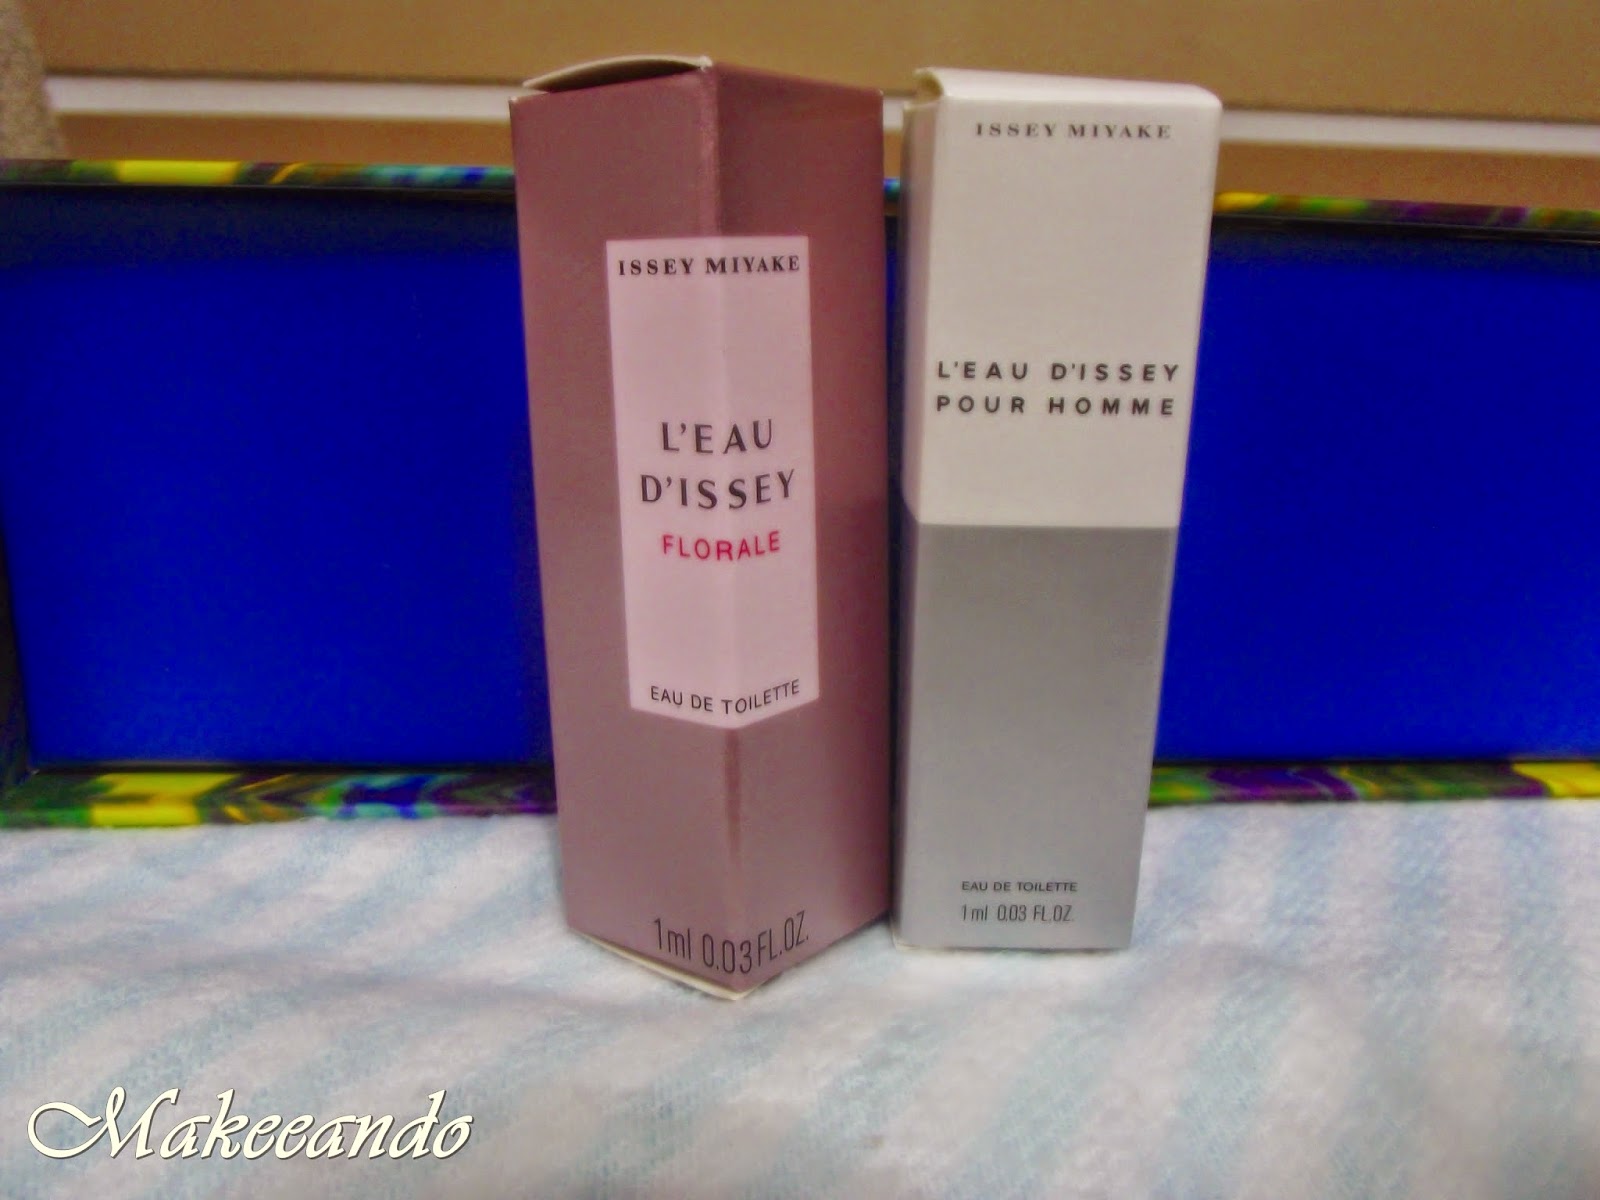 ISSEY MIYAKE
L'EAU
D'ISSEY
FLORALE
EAU DE TOILETTE
1ml 0.03 FL.OZ.
ISSEY MIYAKE
L'EAU D'ISSEY
POUR HOMME
EAU DE TOILETTE
1ml 0.03 FL.OZ.
Makeeando